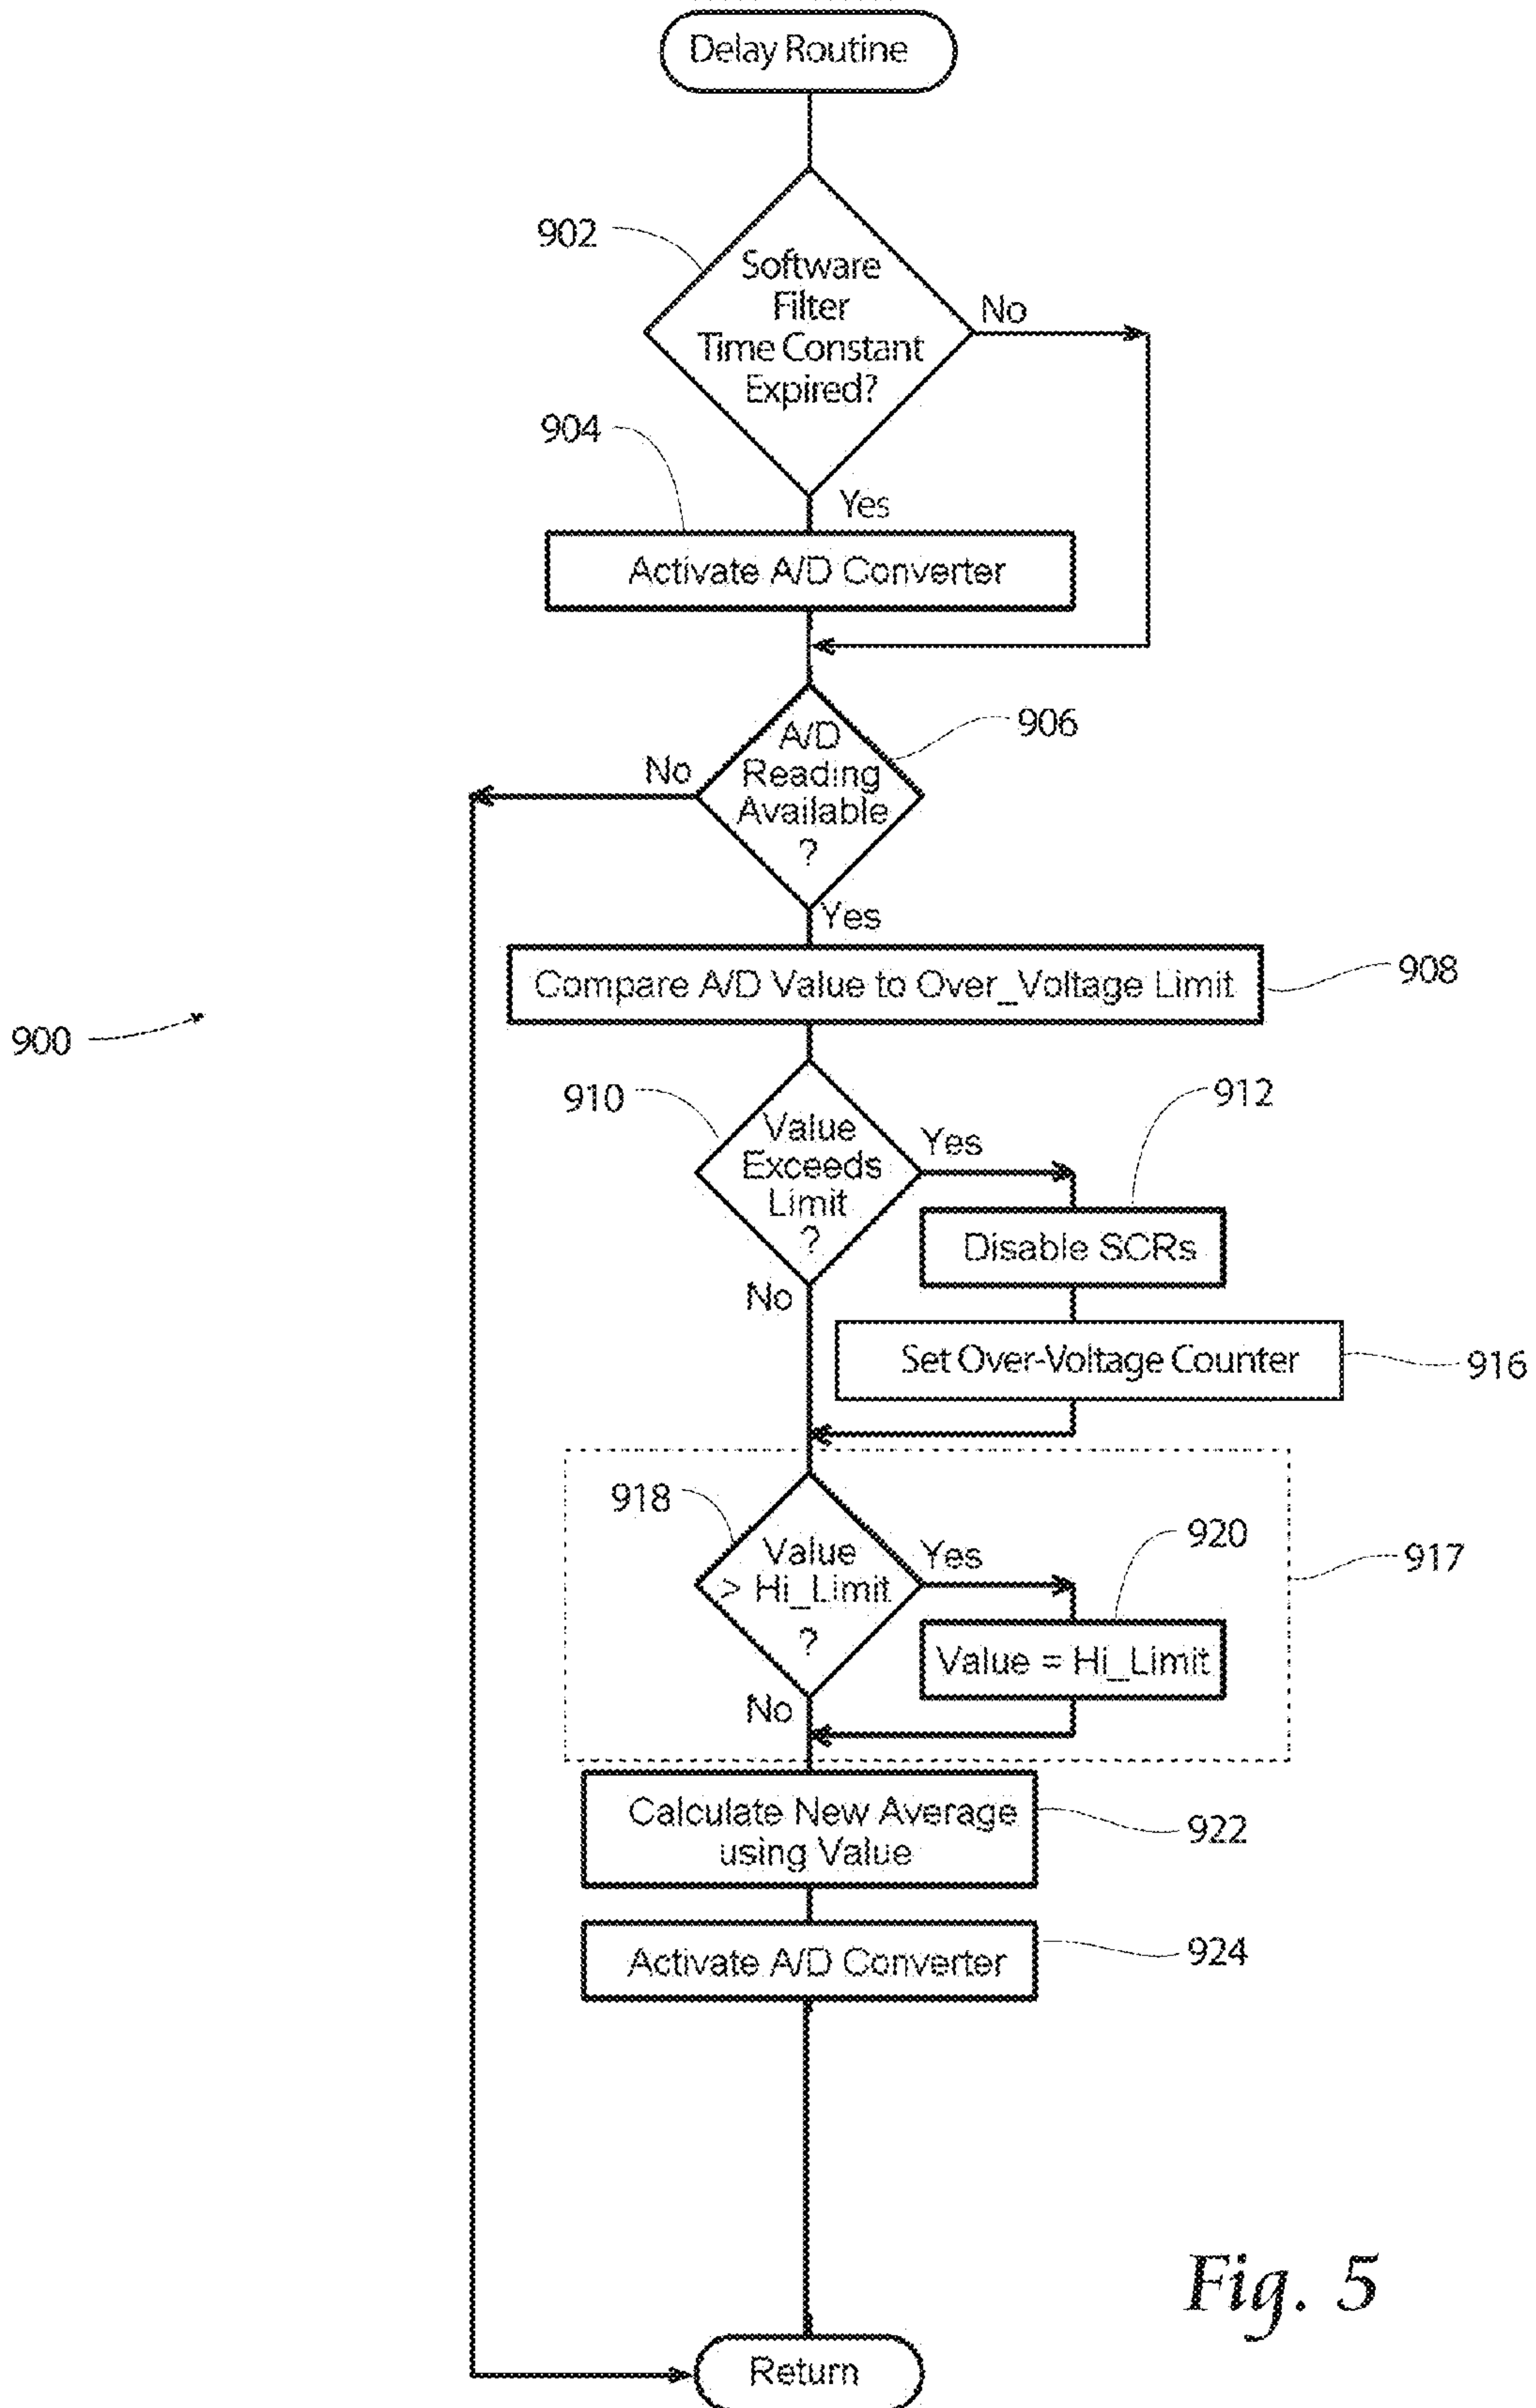 Delay Routine
902
Software
Filter
Time Constant
Expired?
No
904
Yes
Activate A/D Converter
906
A/D
Reading
Available
?
No
Yes
Compare A/D Value to Over_Voltage Limit
908
900
910
Value
Exceeds
Limit
?
Yes
912
Disable SCRs
No
Set Over-Voltage Counter
916
918
Value
> Hi_Limit
?
Yes
920
917
Value = Hi_Limit
No
Calculate New Average
using Value
922
Activate A/D Converter
924
Fig. 5
Return